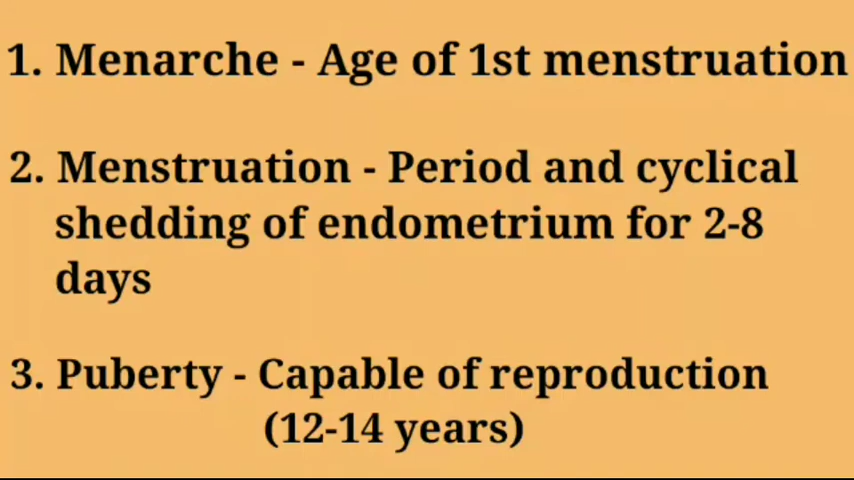 1. Menarche - Age of 1st menstruation
2. Menstruation - Period and cyclical
shedding of endometrium for 2-8
days
3. Puberty - Capable of reproduction
(12-14 years)